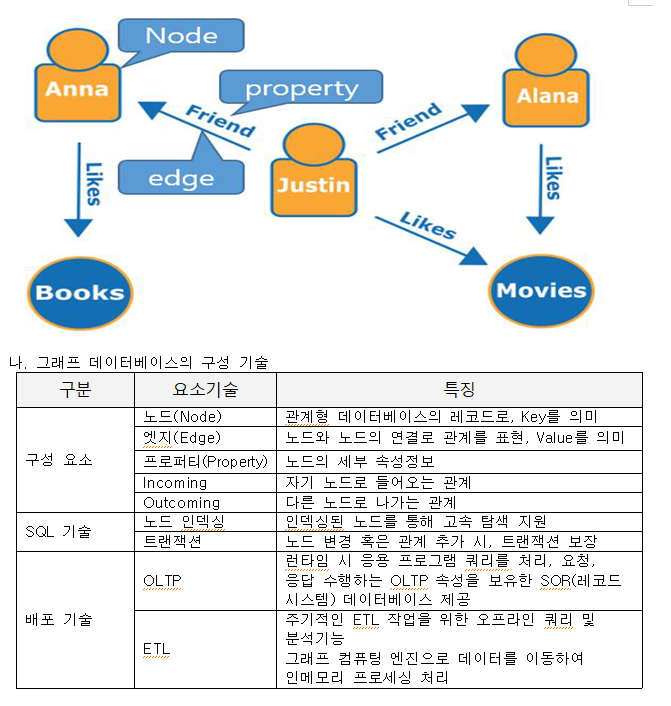 Node
Anna
property
Alana
Friend
Friend
edge
Justin
Likes
Likes
Likes
Books
Movies
나. 그래프 데이터베이스의 구성 기술
구분 요소기술 특징
구성 요소
노드(Node) 관계형 데이터베이스의 레코드로, Key를 의미
엣지(Edge) 노드와 노드의 연결로 관계를 표현, Value를 의미
프로퍼티(Property) 노드의 세부 속성정보
Incoming 자기 노드로 들어오는 관계
Outcoming 다른 노드로 나가는 관계
SQL 기술
노드 인덱싱 인덱싱된 노드를 통해 고속 탐색 지원
트랜잭션 노드 변경 혹은 관계 추가 시, 트랜잭션 보장
배포 기술
OLTP
런타임 시 응용 프로그램 쿼리를 처리, 요청,
응답 수행하는 OLTP 속성을 보유한 SOR(레코드
시스템) 데이터베이스 제공
ETL
주기적인 ETL 작업을 위한 오프라인 쿼리 및
분석기능
그래프 컴퓨팅 엔진으로 데이터를 이동하여
인메모리 프로세싱 처리